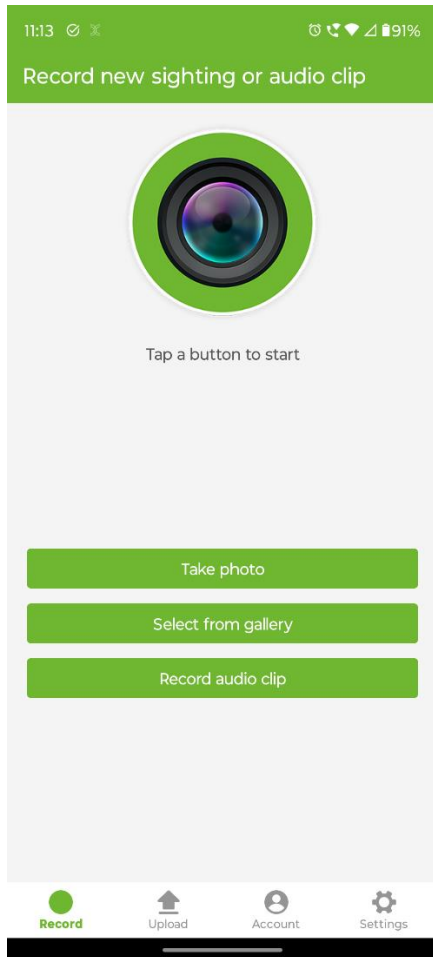 11:13 91%
Record new sighting or audio clip
Tap a button to start
Take photo
Select from gallery
Record audio clip
Record Upload Account Settings